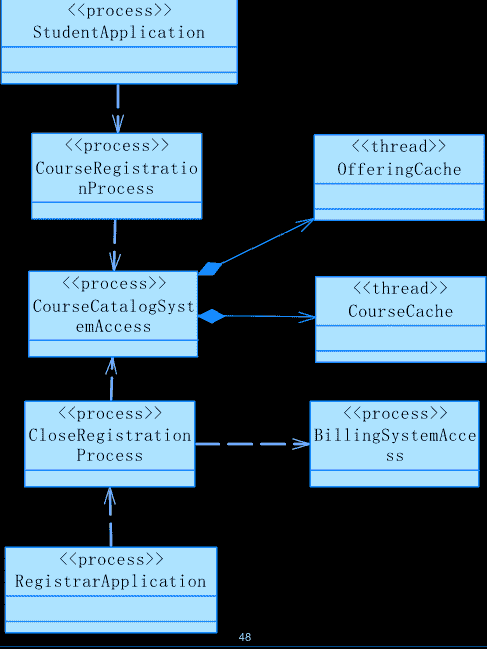 <<process>>
StudentApplication
<<process>>
CourseRegistratio
nProcess
<<thread>>
OfferingCache
<<process>>
CourseCatalogSyst
emAccess
<<thread>>
CourseCache
<<process>>
CloseRegistration
Process
<<process>>
BillingSystemAcce
ss
<<process>>
RegistrarApplication
48